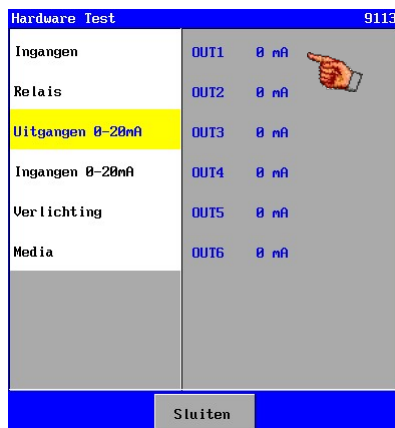 Hardware Test 9113
Ingangen
Relais
Uitgangen 0-20mA
Ingangen 0-20mA
Verlichting
Media
OUT1 0 mA
OUT2 0 mA
OUT3 0 mA
OUT4 0 mA
OUT5 0 mA
OUT6 0 mA
Sluiten